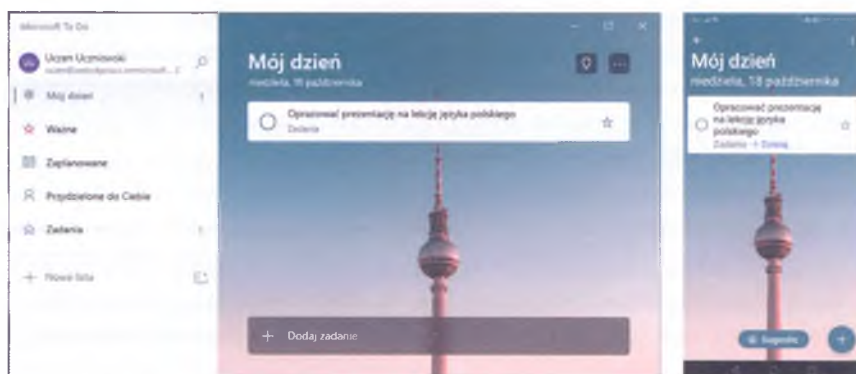 Microsoft To Do
Uczeń Uczniowski
Mój dzień
Ważne
Zaplanowane
Przydzielone do Ciebie
Zadania
+ Nowa lista
Mój dzień
niedziela, 18 października
Opracować prezentację na lekcję języka polskiego
Zadania
+ Dodaj zadanie
Mój dzień
niedziela, 18 października
Opracować prezentację
na lekcję języka
polskiego
Zadania
Sugestie